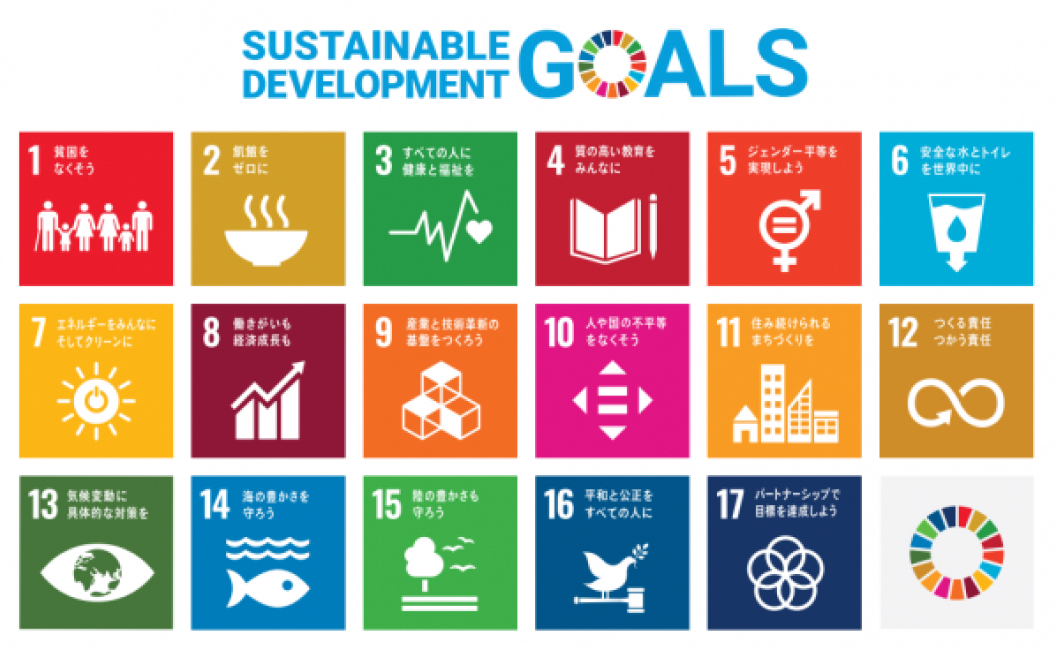 SUSTAINABLE
DEVELOPMENT
GOALS
1 貧困を
なくそう
2 飢餓を
ゼロに
3 すべての人に
健康と福祉を
4 質の高い教育を
みんなに
5 ジェンダー平等を
実現しよう
6 安全な水とトイレ
を世界中に
7 エネルギーをみんなに
そしてクリーンに
8 働きがいも
経済成長も
9 産業と技術革新の
基盤をつくろう
10 人や国の不平等
をなくそう
11 住み続けられる
まちづくりを
12 つくる責任
つかう責任
13 気候変動に
具体的な対策を
14 海の豊かさを
守ろう
15 陸の豊かさも
守ろう
16 平和と公正を
すべての人に
17 パートナーシップで
目標を達成しよう